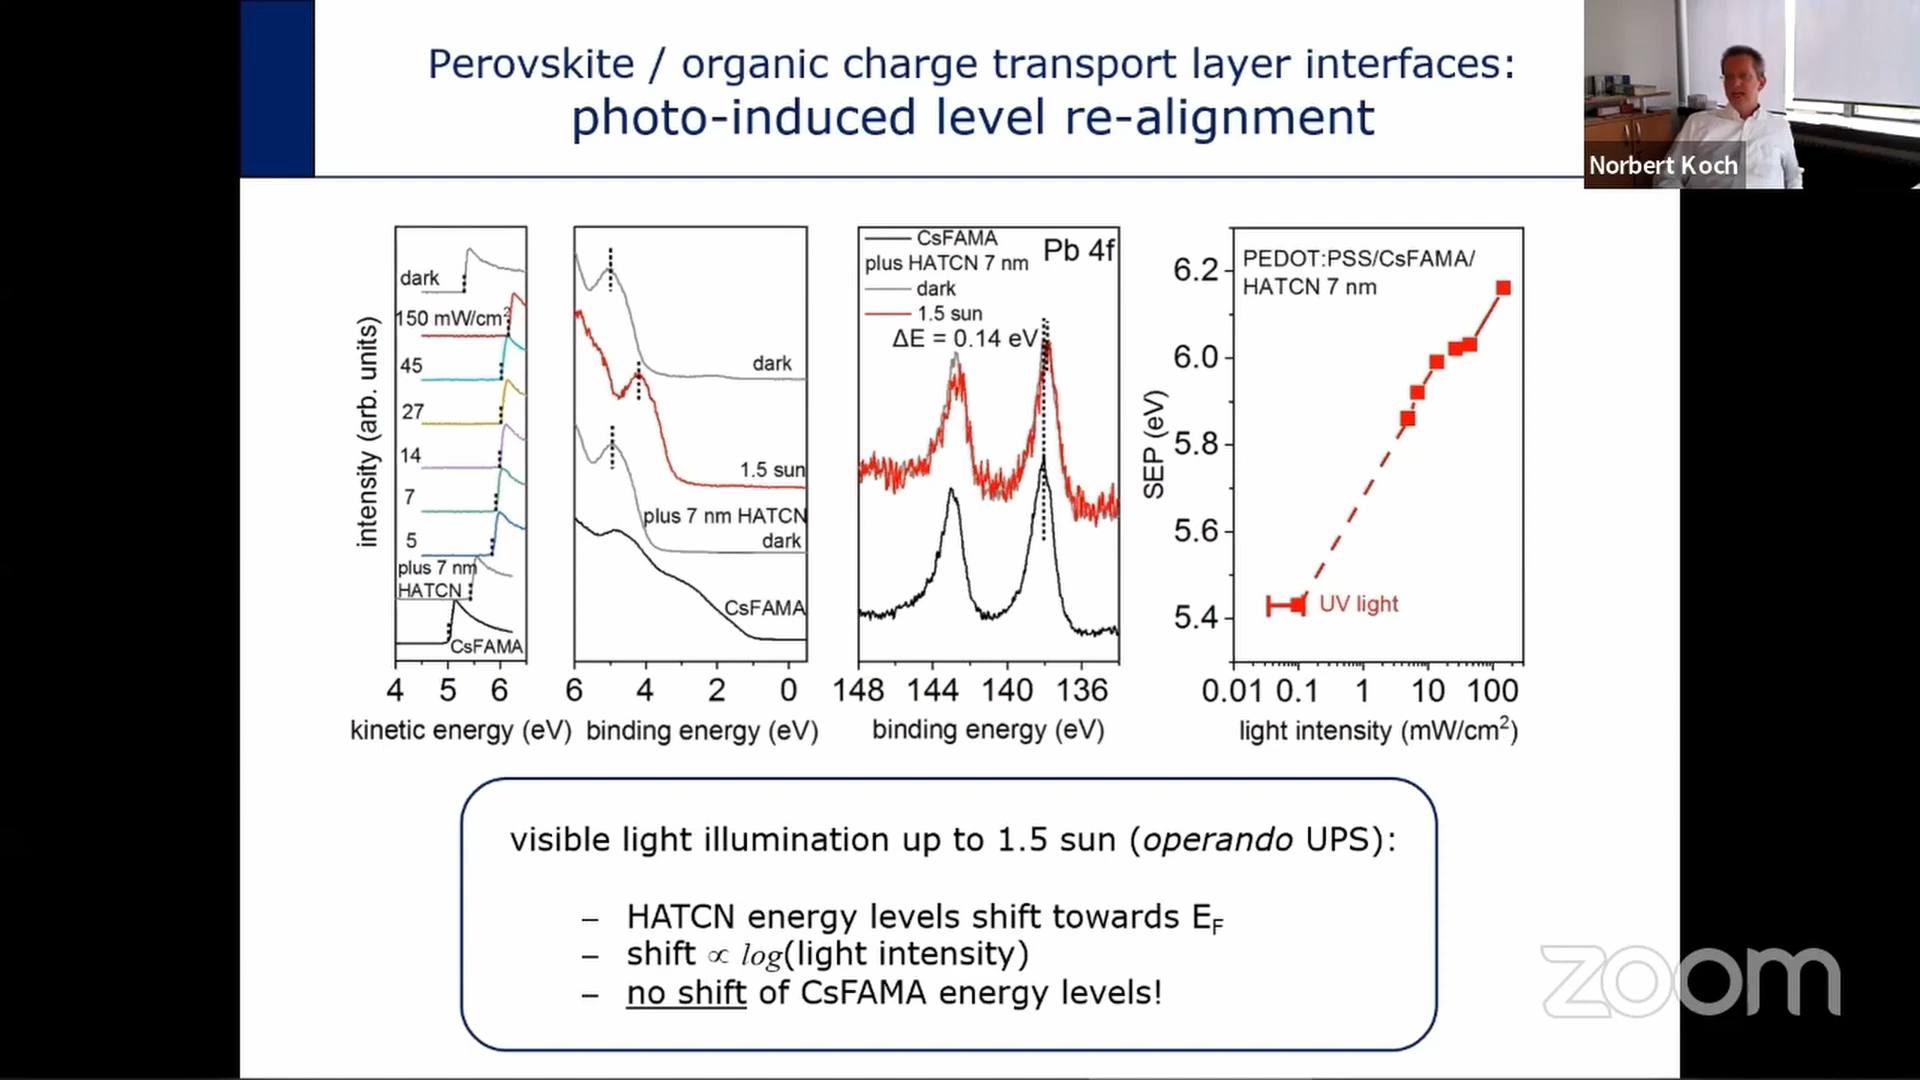 Perovskite / organic charge transport layer interfaces:
photo-induced level re-alignment
Norbert Koch
intensity (arb. units)
dark
150 mW/cm²
45
27
14
7
5
plus 7 nm
HATCN
CsFAMA
4 5 6
kinetic energy (eV)
dark
1.5 sun
plus 7 nm HATCN
dark
CsFAMA
6 4 2 0
binding energy (eV)
CsFAMA
plus HATCN 7 nm
dark
1.5 sun
Pb 4f
ΔE = 0.14 eV
148 144 140 136
binding energy (eV)
SEP (eV)
6.2
6.0
5.8
5.6
5.4
PEDOT:PSS/CsFAMA/
HATCN 7 nm
UV light
0.01 0.1 1 10 100
light intensity (mW/cm²)
visible light illumination up to 1.5 sun (operando UPS):
– HATCN energy levels shift towards E_F
– shift ∝ log(light intensity)
– no shift of CsFAMA energy levels!
zoom